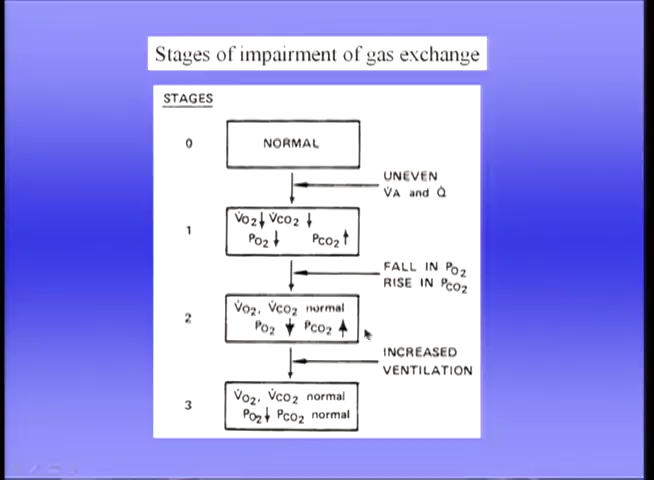 Stages of impairment of gas exchange
STAGES
0
NORMAL
UNEVEN
V̇A and Q̇
1
V̇O₂↓ V̇CO₂ ↓
PO₂↓ PCO₂↑
FALL IN PO₂
RISE IN PCO₂
2
V̇O₂, V̇CO₂ normal
PO₂ ↓ PCO₂ ↑
INCREASED
VENTILATION
3
V̇O₂, V̇CO₂ normal
PO₂↓ PCO₂ normal